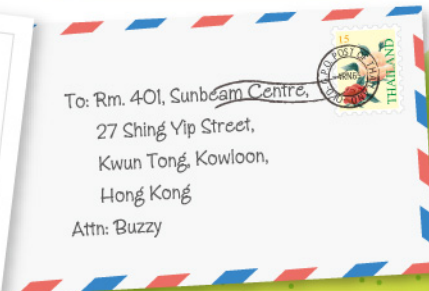 To: Rm. 401, Sunbeam Centre,
27 Shing Yip Street,
Kwun Tong, Kowloon,
Hong Kong
Attn: Buzzy
15
THAILAND